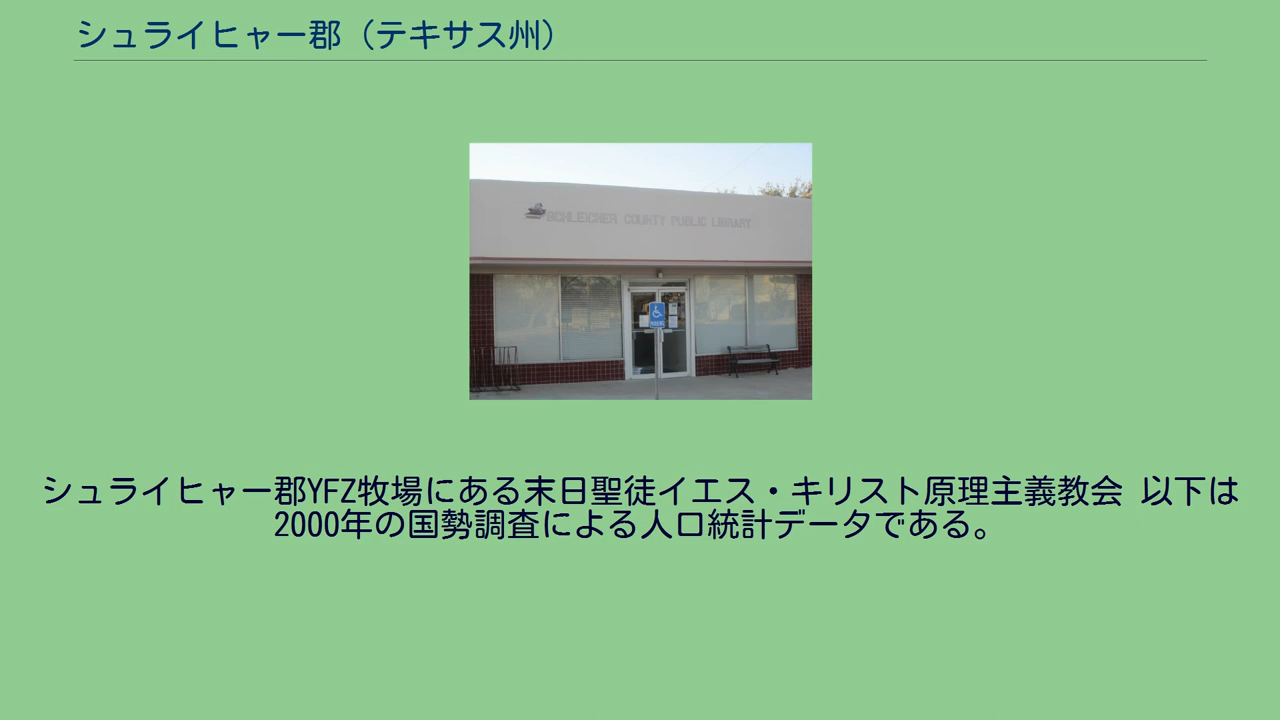 シュライヒャー郡（テキサス州）
SCHLEICHER COUNTY PUBLIC LIBRARY
シュライヒャー郡YFZ牧場にある末日聖徒イエス・キリスト原理主義教会 以下は
2000年の国勢調査による人口統計データである。